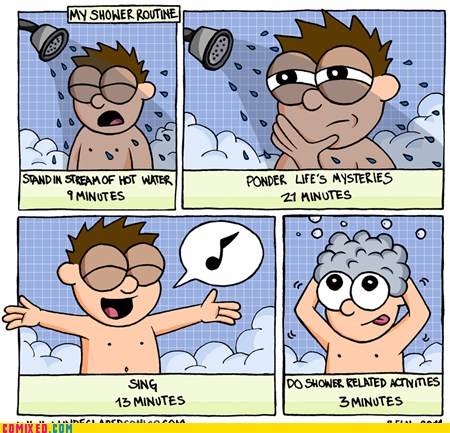 MY SHOWER ROUTINE
STAND IN STREAM OF HOT WATER
9 MINUTES
PONDER LIFE'S MYSTERIES
21 MINUTES
SING
13 MINUTES
DO SHOWER RELATED ACTIVITIES
3 MINUTES
COMIXED.COM